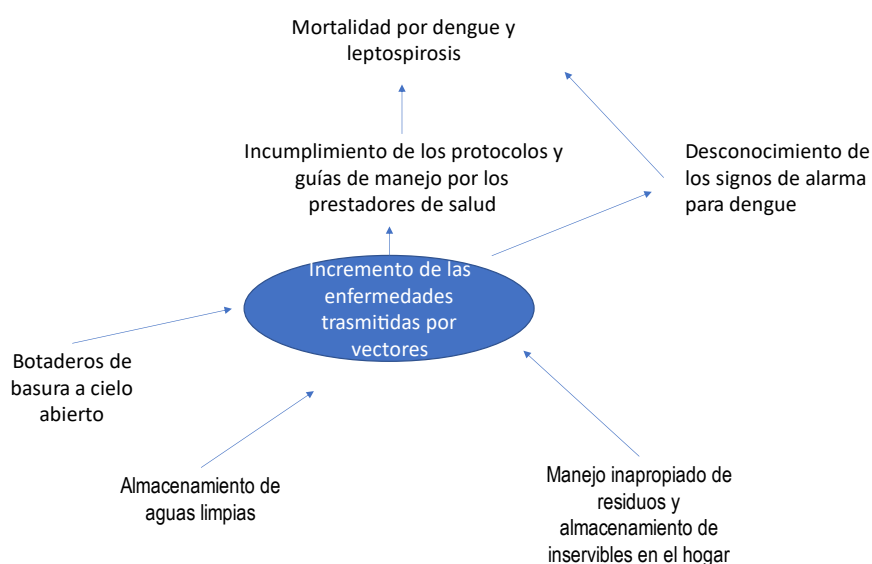 Mortalidad por dengue y
leptospirosis
Incumplimiento de los protocolos y
guías de manejo por los
prestadores de salud
Desconocimiento de
los signos de alarma
para dengue
Incremento de las
enfermedades
trasmitidas por
vectores
Botaderos de
basura a cielo
abierto
Almacenamiento de
aguas limpias
Manejo inapropiado de
residuos y
almacenamiento de
inservibles en el hogar